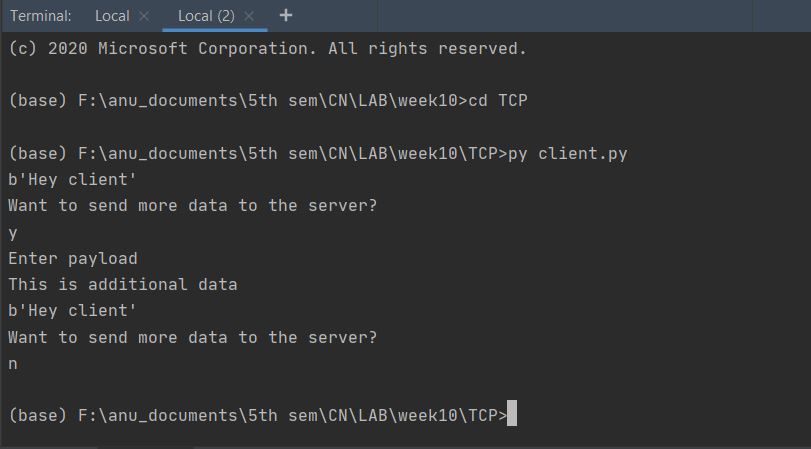 Terminal: Local × Local (2) × +
(c) 2020 Microsoft Corporation. All rights reserved.
(base) F:\anu_documents\5th sem\CN\LAB\week10>cd TCP
(base) F:\anu_documents\5th sem\CN\LAB\week10\TCP>py client.py
b'Hey client'
Want to send more data to the server?
y
Enter payload
This is additional data
b'Hey client'
Want to send more data to the server?
n
(base) F:\anu_documents\5th sem\CN\LAB\week10\TCP>